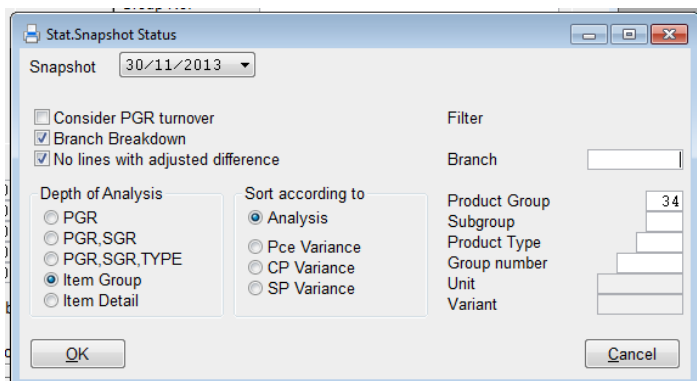 Stat.Snapshot Status
Snapshot 30/11/2013
Consider PGR turnover
Filter
Branch Breakdown
No lines with adjusted difference
Branch
Depth of Analysis
Sort according to
PGR
Analysis
Product Group 34
PGR,SGR
Subgroup
Pce Variance
Product Type
PGR,SGR,TYPE
CP Variance
Group number
Item Group
SP Variance
Unit
Item Detail
Variant
OK
Cancel